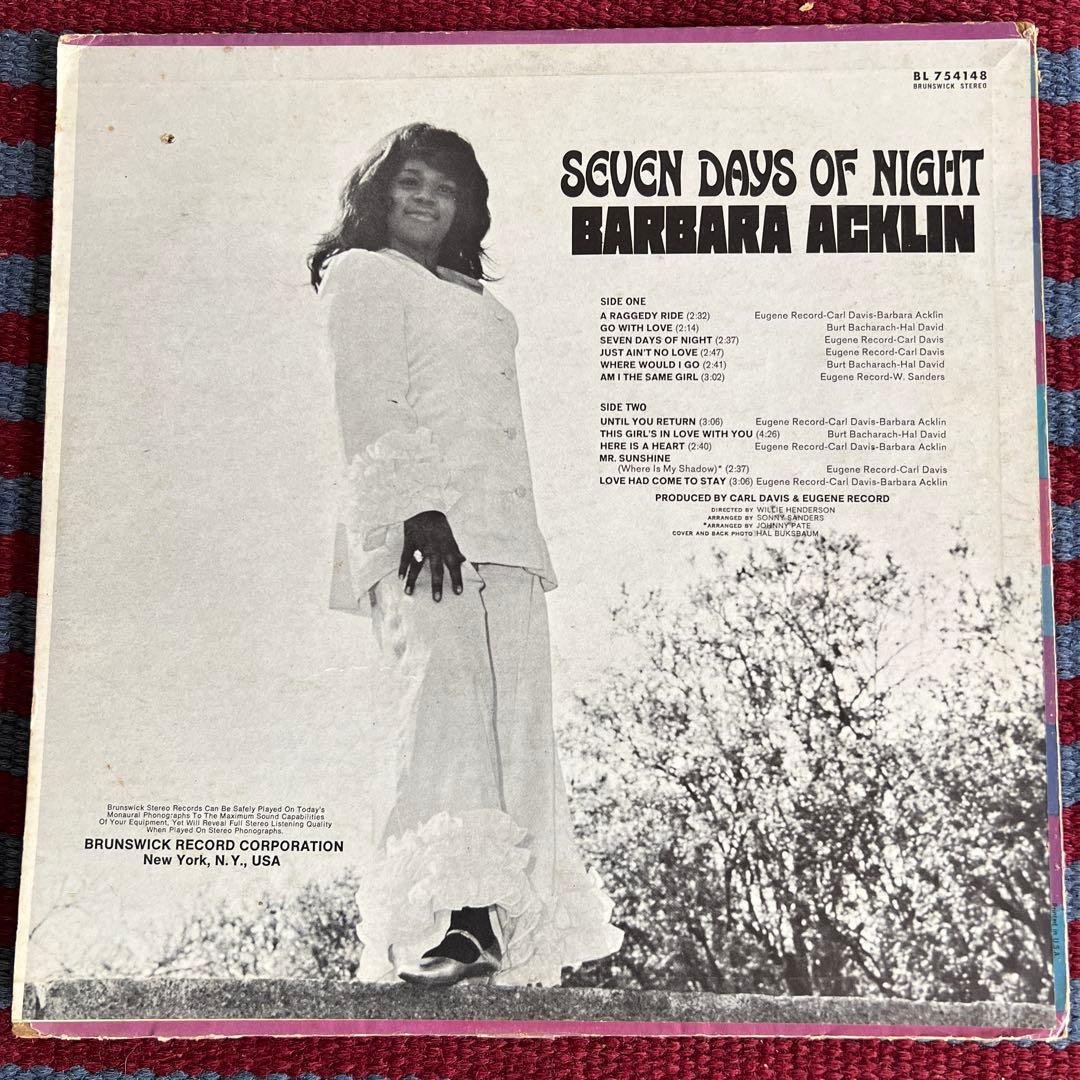 BL 754148
BRUNSWICK STEREO
SEVEN DAYS OF NIGHT
BARBARA ACKLIN
SIDE ONE
A RAGGEDY RIDE (2:32) Eugene Record-Carl Davis-Barbara Acklin
GO WITH LOVE (2:14) Burt Bacharach-Hal David
SEVEN DAYS OF NIGHT (2:37) Eugene Record-Carl Davis
JUST AIN'T NO LOVE (2:47) Eugene Record-Carl Davis
WHERE WOULD I GO (2:41) Burt Bacharach-Hal David
AM I THE SAME GIRL (3:02) Eugene Record-W. Sanders
SIDE TWO
UNTIL YOU RETURN (3:06) Eugene Record-Carl Davis-Barbara Acklin
THIS GIRL'S IN LOVE WITH YOU (4:26) Burt Bacharach-Hal David
HERE IS A HEART (2:40) Eugene Record-Carl Davis-Barbara Acklin
MR. SUNSHINE
(Where Is My Shadow)* (2:37) Eugene Record-Carl Davis
LOVE HAD COME TO STAY (3:06) Eugene Record-Carl Davis-Barbara Acklin
PRODUCED BY CARL DAVIS & EUGENE RECORD
DIRECTED BY WILLIE HENDERSON
ARRANGED BY SONNY SANDERS
*ARRANGED BY JOHNNY PATE
COVER AND BACK PHOTO HAL BUKSBAUM
Brunswick Stereo Records Can Be Safely Played On Today's
Monaural Phonographs To The Maximum Sound Capabilities
Of Your Equipment, Yet Will Reveal Full Stereo Listening Quality
When Played On Stereo Phonographs.
BRUNSWICK RECORD CORPORATION
New York, N.Y., USA
Printed in U.S.A.